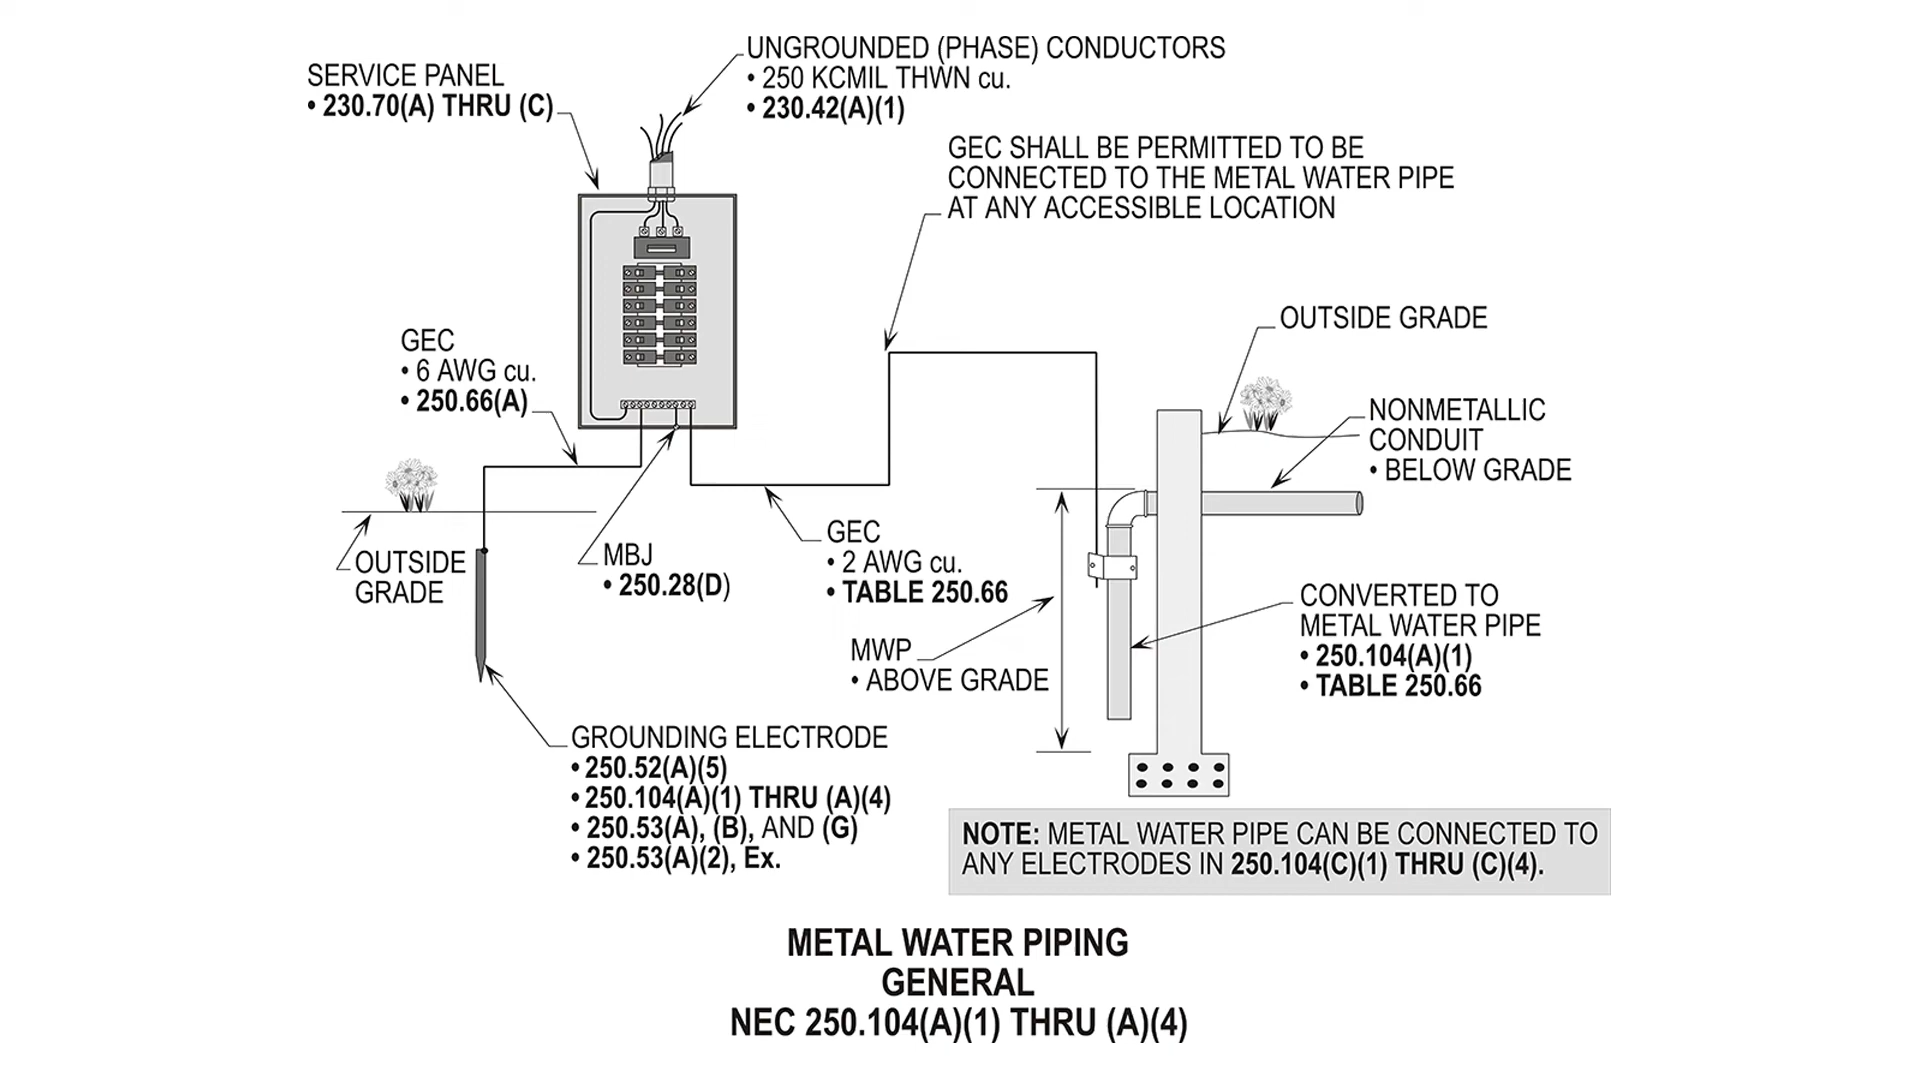 SERVICE PANEL
• 230.70(A) THRU (C)
UNGROUNDED (PHASE) CONDUCTORS
• 250 KCMIL THWN cu.
• 230.42(A)(1)
GEC SHALL BE PERMITTED TO BE
CONNECTED TO THE METAL WATER PIPE
AT ANY ACCESSIBLE LOCATION
OUTSIDE GRADE
GEC
• 6 AWG cu.
• 250.66(A)
NONMETALLIC
CONDUIT
• BELOW GRADE
OUTSIDE
GRADE
MBJ
• 250.28(D)
GEC
• 2 AWG cu.
• TABLE 250.66
MWP
• ABOVE GRADE
CONVERTED TO
METAL WATER PIPE
• 250.104(A)(1)
• TABLE 250.66
GROUNDING ELECTRODE
• 250.52(A)(5)
• 250.104(A)(1) THRU (A)(4)
• 250.53(A), (B), AND (G)
• 250.53(A)(2), Ex.
NOTE: METAL WATER PIPE CAN BE CONNECTED TO
ANY ELECTRODES IN 250.104(C)(1) THRU (C)(4).
METAL WATER PIPING
GENERAL
NEC 250.104(A)(1) THRU (A)(4)